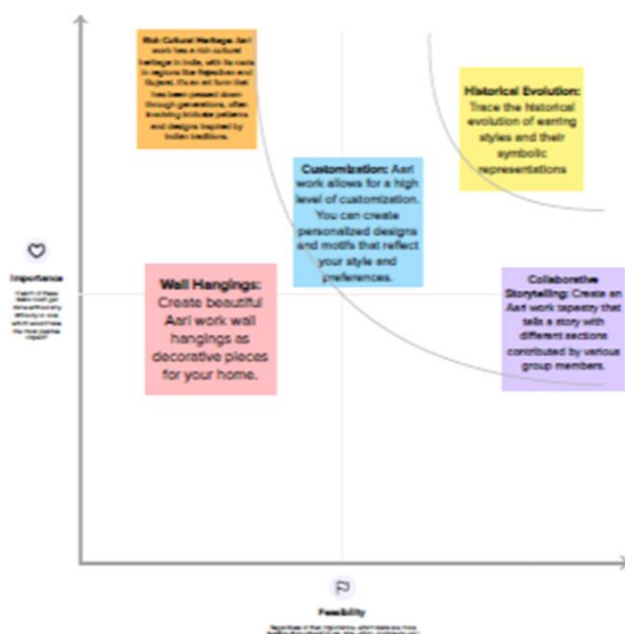 Rich Cultural Heritage: Aari
work has a rich cultural
heritage in India, with its roots
in regions like Rajasthan and
Gujarat. It's an art form that
has been passed down
through generations, often
involving intricate patterns
and designs inspired by
Indian traditions.
Historical Evolution:
Trace the historical
evolution of earring
styles and their
symbolic
representations
Customization: Aari
work allows for a high
level of customization.
You can create
personalized designs
and motifs that reflect
your style and
preferences.
Importance
Wall Hangings:
Create beautiful
Aari work wall
hangings as
decorative pieces
for your home.
Collaborative
Storytelling: Create an
Aari work tapestry that
tells a story with
different sections
contributed by various
group members.
Feasibility